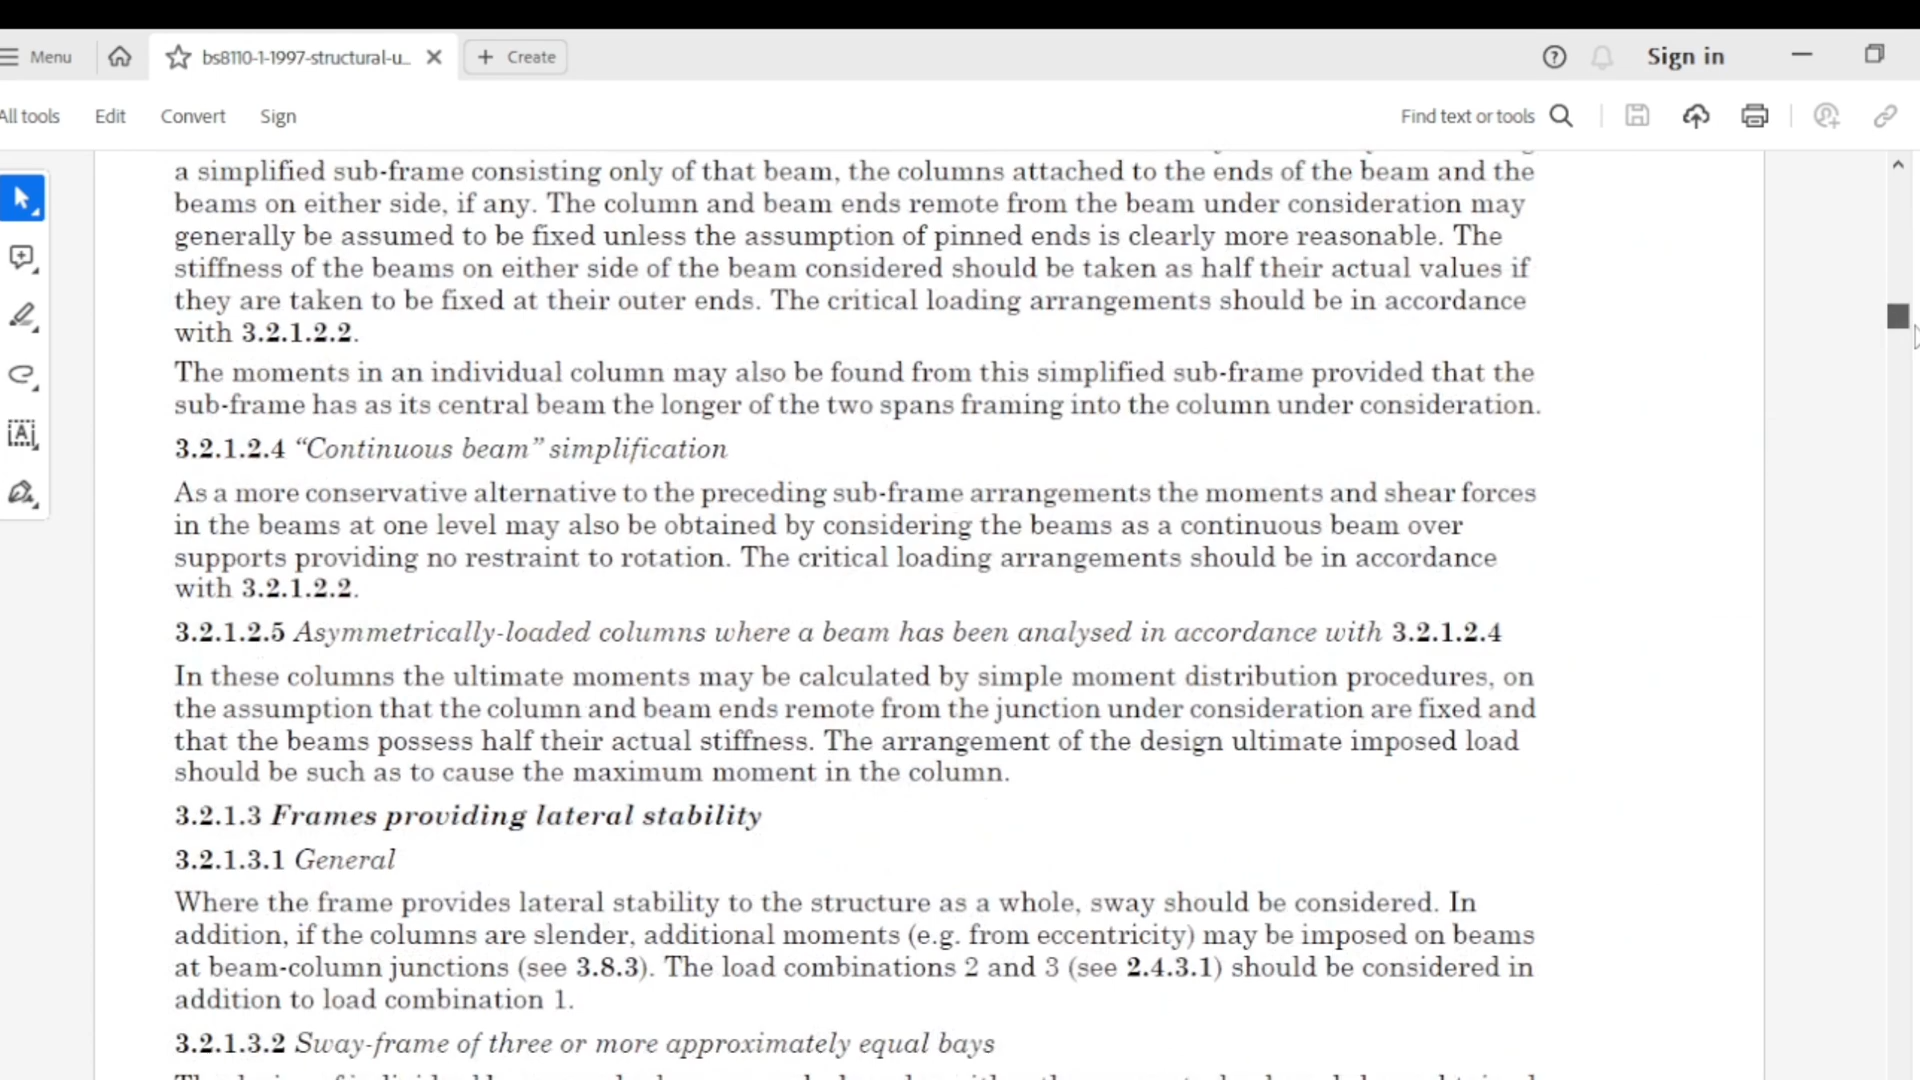 Menu
bs8110-1-1997-structural-u...
Create
Sign in
All tools
Edit
Convert
Sign
Find text or tools
a simplified sub-frame consisting only of that beam, the columns attached to the ends of the beam and the
beams on either side, if any. The column and beam ends remote from the beam under consideration may
generally be assumed to be fixed unless the assumption of pinned ends is clearly more reasonable. The
stiffness of the beams on either side of the beam considered should be taken as half their actual values if
they are taken to be fixed at their outer ends. The critical loading arrangements should be in accordance
with 3.2.1.2.2.
The moments in an individual column may also be found from this simplified sub-frame provided that the
sub-frame has as its central beam the longer of the two spans framing into the column under consideration.
3.2.1.2.4 “Continuous beam” simplification
As a more conservative alternative to the preceding sub-frame arrangements the moments and shear forces
in the beams at one level may also be obtained by considering the beams as a continuous beam over
supports providing no restraint to rotation. The critical loading arrangements should be in accordance
with 3.2.1.2.2.
3.2.1.2.5 Asymmetrically-loaded columns where a beam has been analysed in accordance with 3.2.1.2.4
In these columns the ultimate moments may be calculated by simple moment distribution procedures, on
the assumption that the column and beam ends remote from the junction under consideration are fixed and
that the beams possess half their actual stiffness. The arrangement of the design ultimate imposed load
should be such as to cause the maximum moment in the column.
3.2.1.3 Frames providing lateral stability
3.2.1.3.1 General
Where the frame provides lateral stability to the structure as a whole, sway should be considered. In
addition, if the columns are slender, additional moments (e.g. from eccentricity) may be imposed on beams
at beam-column junctions (see 3.8.3). The load combinations 2 and 3 (see 2.4.3.1) should be considered in
addition to load combination 1.
3.2.1.3.2 Sway-frame of three or more approximately equal bays